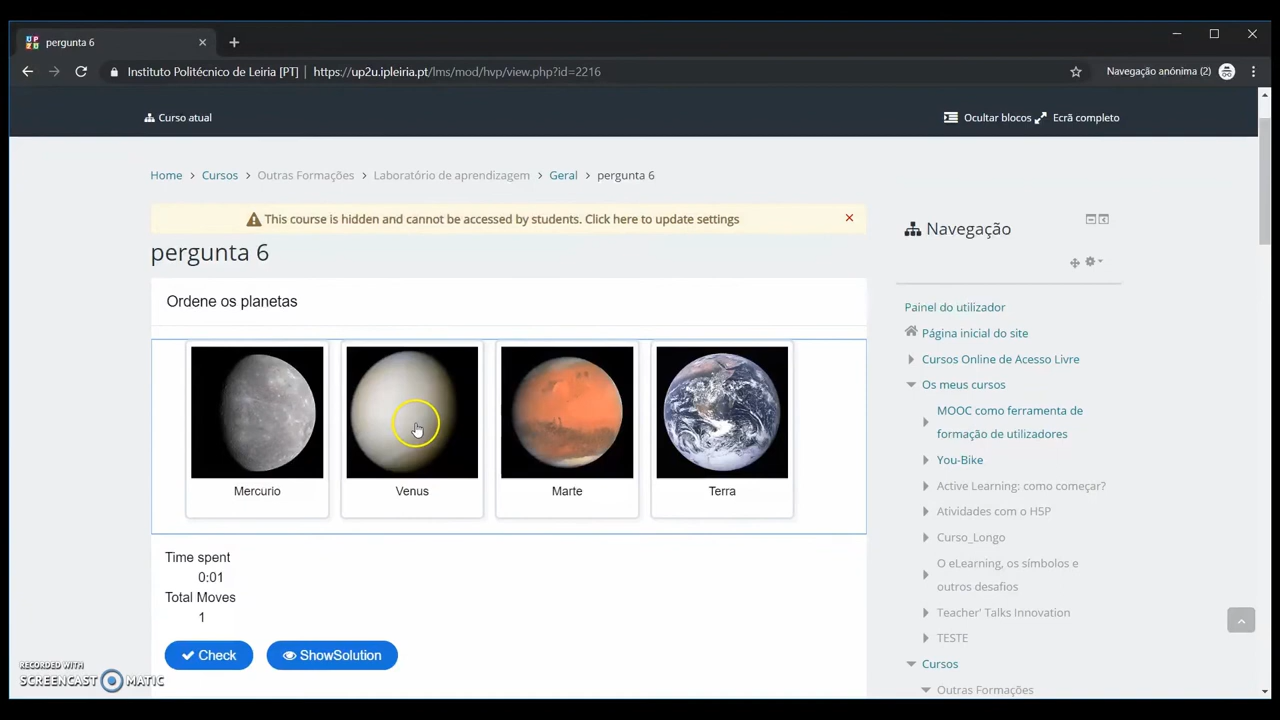 pergunta 6
Instituto Politécnico de Leiria [PT] https://up2u.ipleiria.pt/lms/mod/hvp/view.php?id=2216
Navegação anónima (2)
Curso atual
Ocultar blocos
Ecrã completo
Home > Cursos > Outras Formações > Laboratório de aprendizagem > Geral > pergunta 6
This course is hidden and cannot be accessed by students. Click here to update settings
pergunta 6
Ordene os planetas
Mercurio
Venus
Marte
Terra
Time spent
0:01
Total Moves
1
Check
ShowSolution
Navegação
Painel do utilizador
Página inicial do site
Cursos Online de Acesso Livre
Os meus cursos
MOOC como ferramenta de
formação de utilizadores
You-Bike
Active Learning: como começar?
Atividades com o H5P
Curso_Longo
O eLearning, os símbolos e
outros desafios
Teacher' Talks Innovation
TESTE
Cursos
Outras Formações
RECORDED WITH
SCREENCAST MATIC